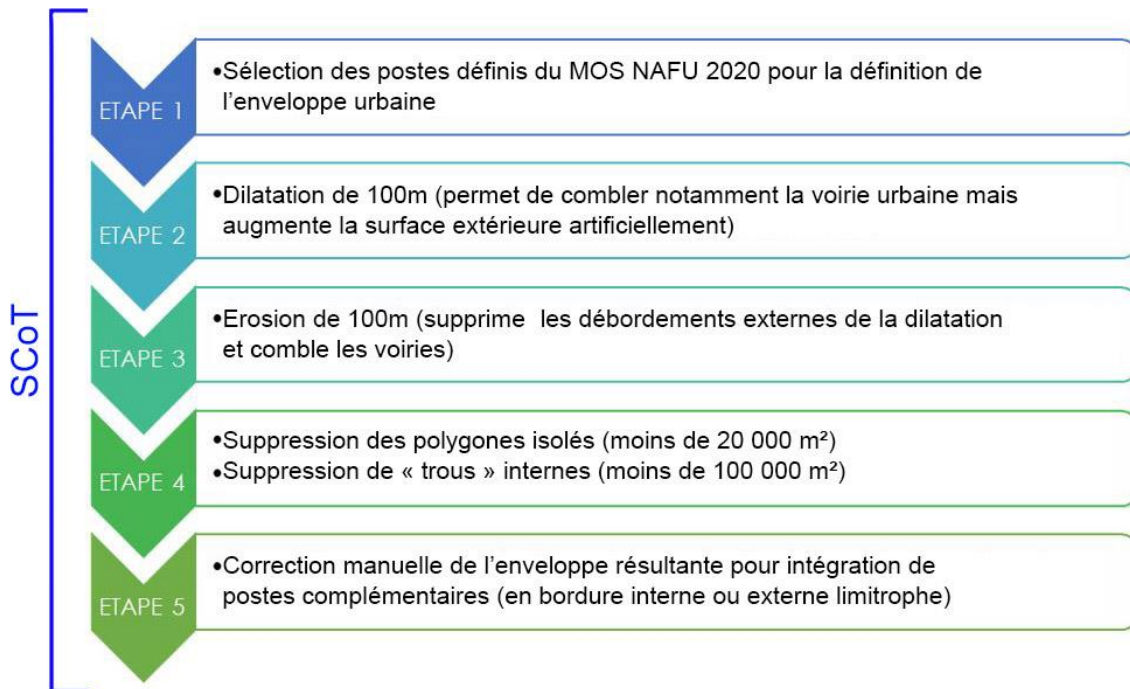 SCoT
ETAPE 1
•Sélection des postes définis du MOS NAFU 2020 pour la définition de
l’enveloppe urbaine
ETAPE 2
•Dilatation de 100m (permet de combler notamment la voirie urbaine mais
augmente la surface extérieure artificiellement)
ETAPE 3
•Erosion de 100m (supprime les débordements externes de la dilatation
et comble les voiries)
ETAPE 4
•Suppression des polygones isolés (moins de 20 000 m²)
•Suppression de « trous » internes (moins de 100 000 m²)
ETAPE 5
•Correction manuelle de l’enveloppe résultante pour intégration de
postes complémentaires (en bordure interne ou externe limitrophe)